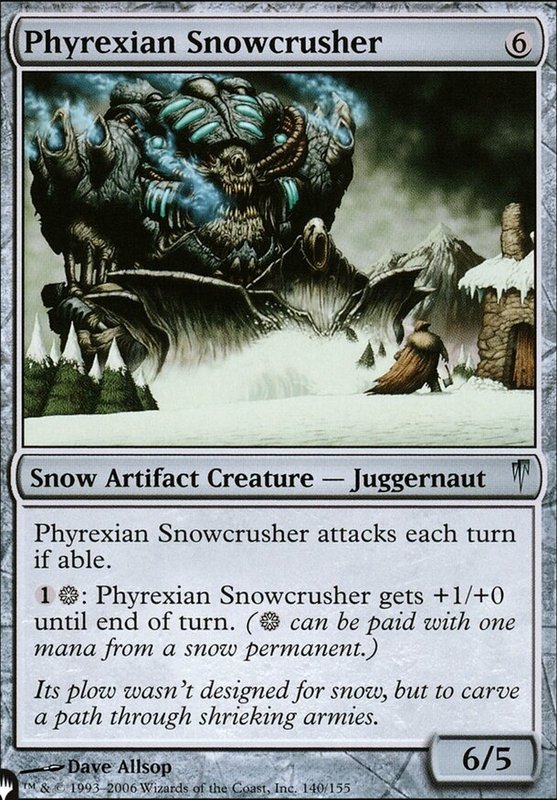 Phyrexian Snowcrusher 6
Snow Artifact Creature — Juggernaut
Phyrexian Snowcrusher attacks each turn
if able.
1: Phyrexian Snowcrusher gets +1/+0
until end of turn. ( can be paid with one
mana from a snow permanent.)
Its plow wasn't designed for snow, but to carve
a path through shrieking armies.
Dave Allsop
6/5
™ & © 1993–2006 Wizards of the Coast, Inc. 140/155